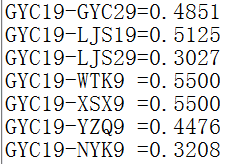 GYC19-GYC29=0.4851
GYC19-LJS19=0.5125
GYC19-LJS29=0.3027
GYC19-WTK9 =0.5500
GYC19-XSX9 =0.5500
GYC19-YZQ9 =0.4476
GYC19-NYK9 =0.3208